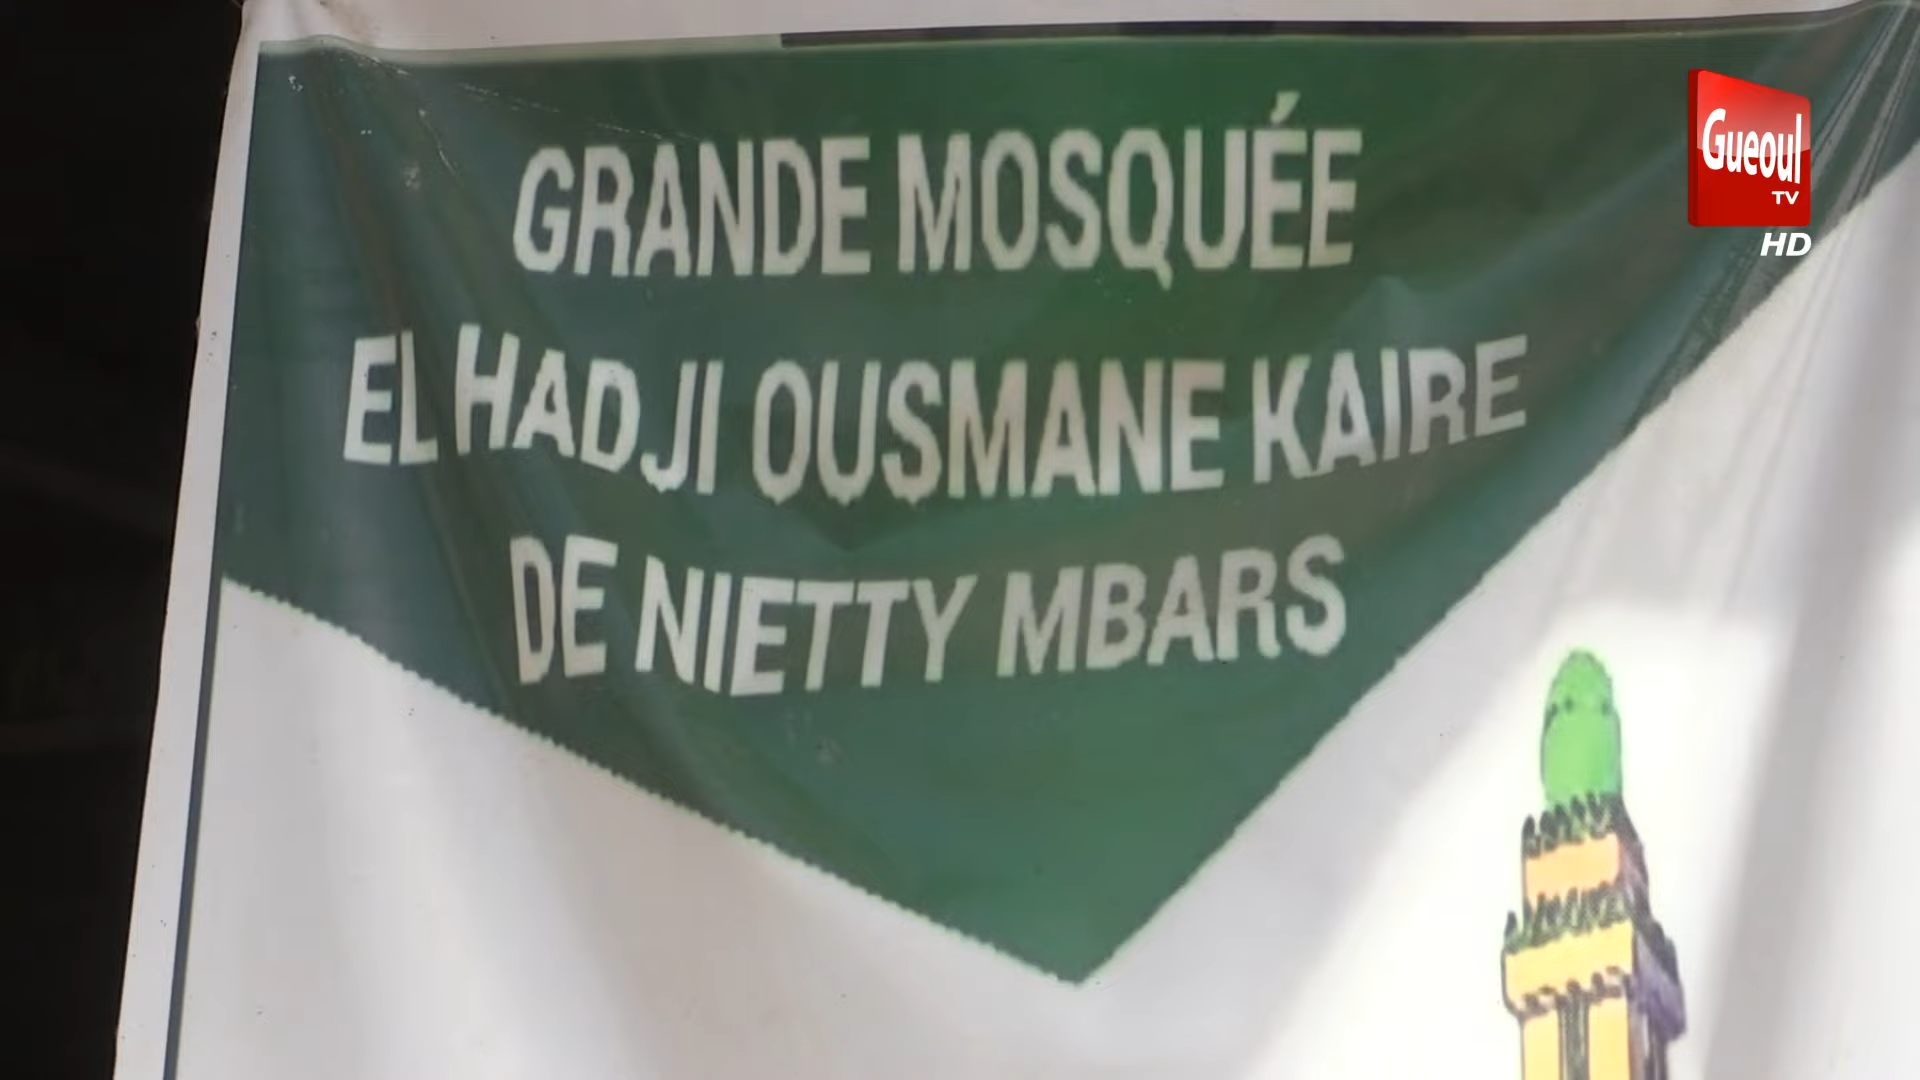 GRANDE MOSQUÉE
EL HADJI OUSMANE KAIRE
DE NIETTY MBARS
Gueoul
TV
HD